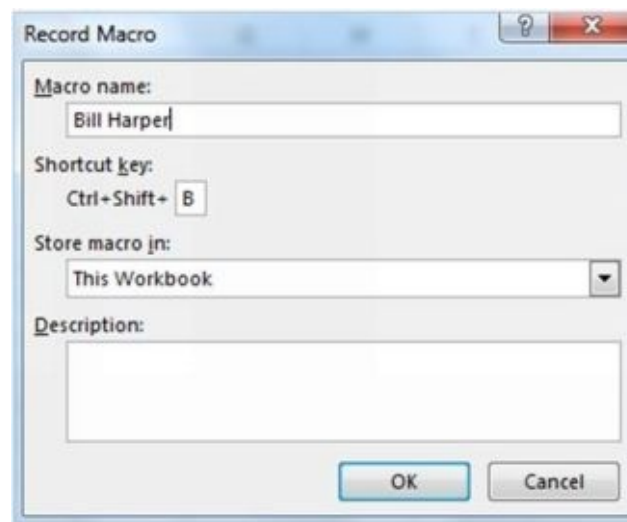 Record Macro
Macro name:
Bill Harper
Shortcut key:
Ctrl+Shift+ B
Store macro in:
This Workbook
Description:
OK Cancel